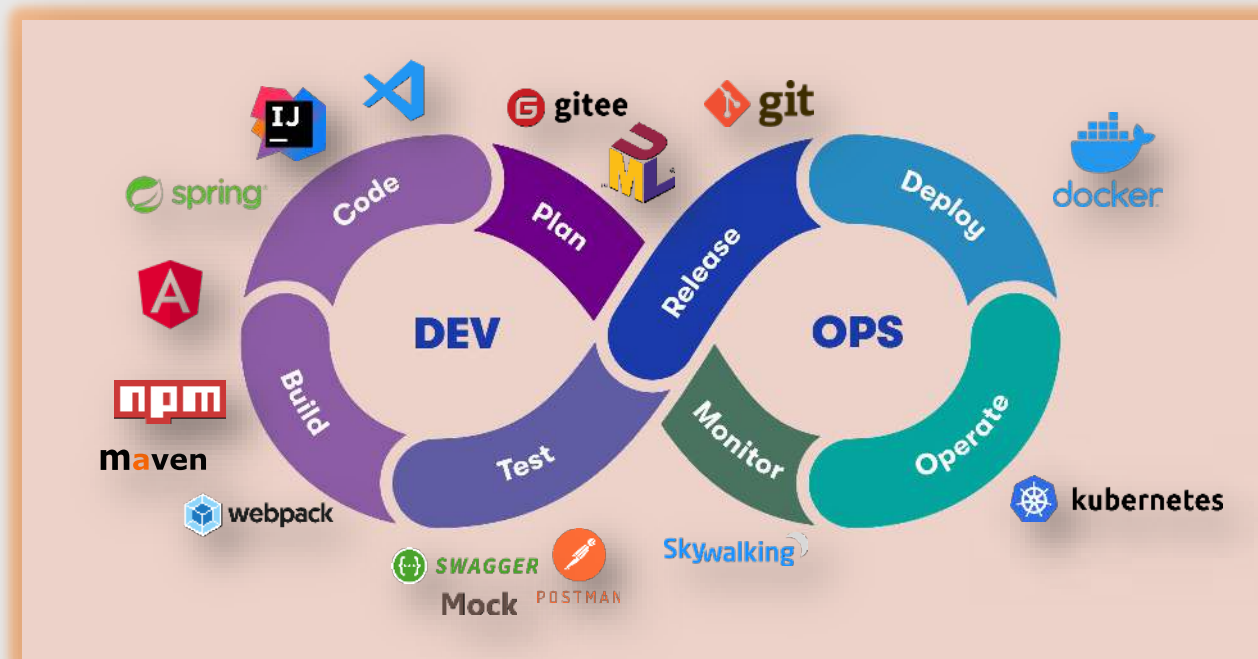 IJ
gitee
git
UML
spring
Code
Plan
Release
Deploy
docker
DEV
OPS
npm
maven
Build
Test
Monitor
Operate
webpack
kubernetes
SWAGGER
Mock
POSTMAN
Skywalking